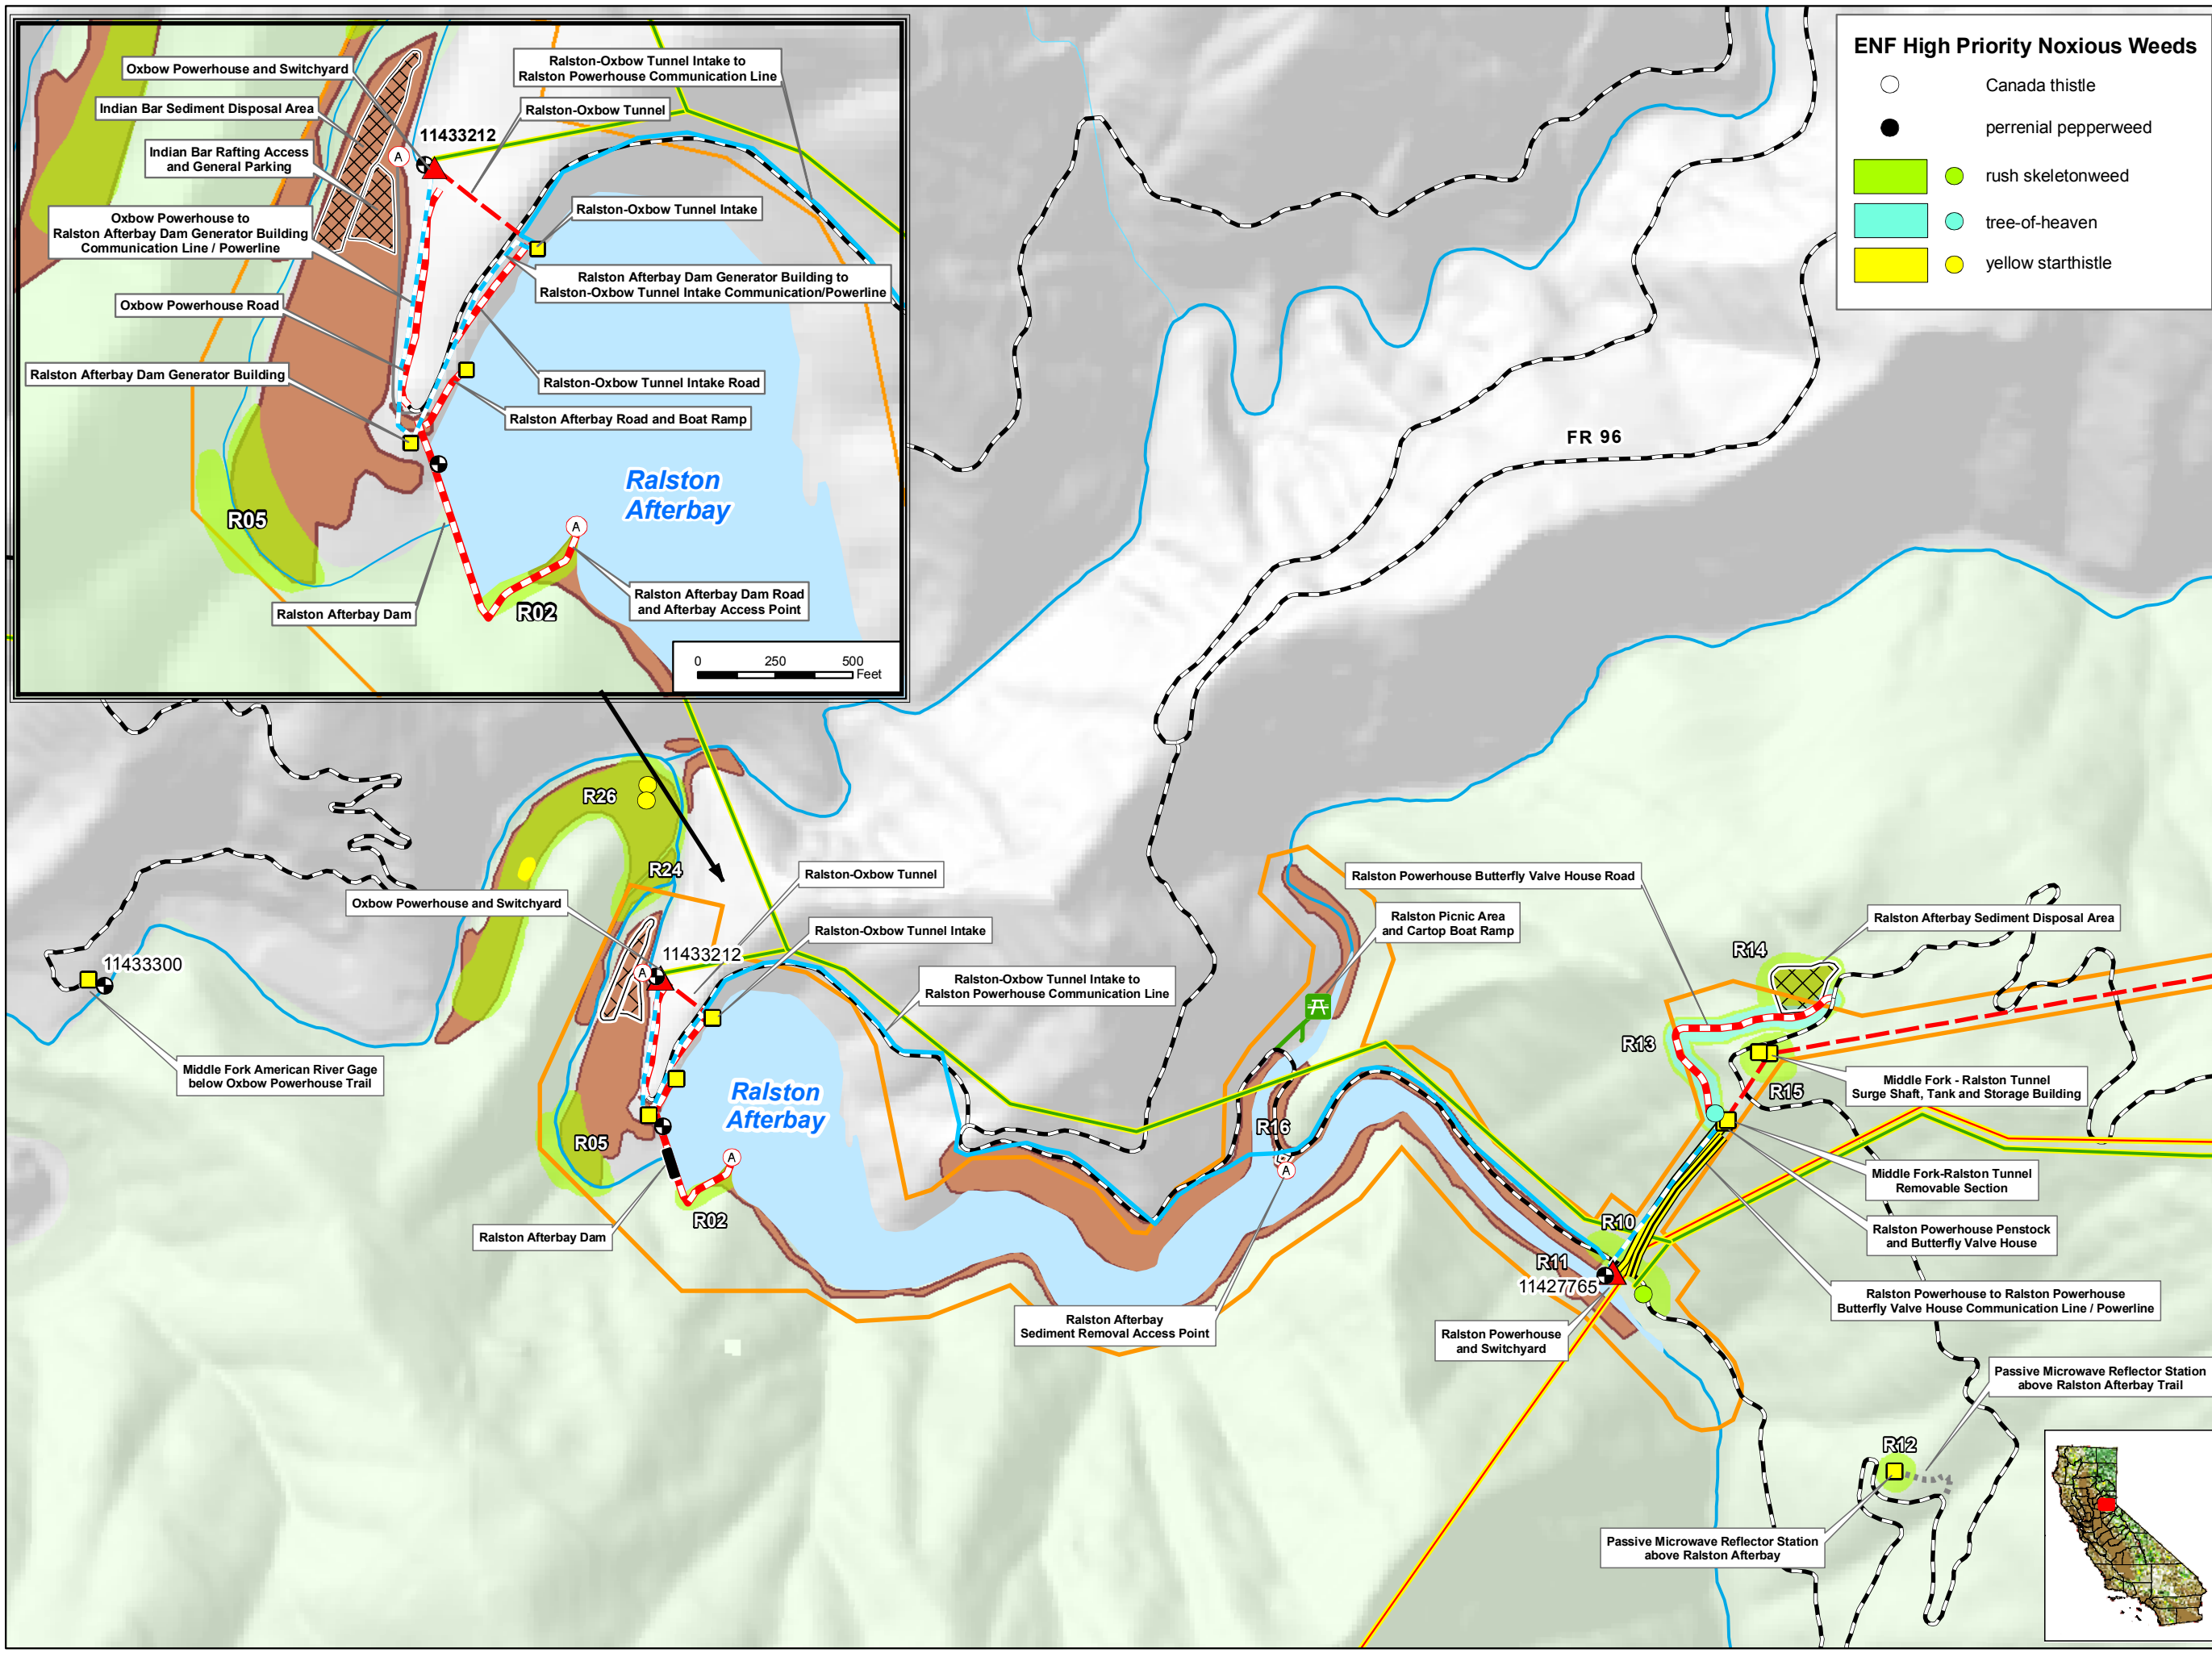 Oxbow Powerhouse and Switchyard
Indian Bar Sediment Disposal Area
Indian Bar Rafting Access
and General Parking
Oxbow Powerhouse to
Ralston Afterbay Dam Generator Building
Communication Line / Powerline
Oxbow Powerhouse Road
Ralston Afterbay Dam Generator Building
Ralston-Oxbow Tunnel Intake to
Ralston Powerhouse Communication Line
Ralston-Oxbow Tunnel
11433212
A
Ralston-Oxbow Tunnel Intake
Ralston Afterbay Dam Generator Building to
Ralston-Oxbow Tunnel Intake Communication/Powerline
Ralston-Oxbow Tunnel Intake Road
Ralston Afterbay Road and Boat Ramp
Ralston
Afterbay
R05
A
R02
Ralston Afterbay Dam Road
and Afterbay Access Point
Ralston Afterbay Dam
0 250 500
Feet
ENF High Priority Noxious Weeds
Canada thistle
perrenial pepperweed
rush skeletonweed
tree-of-heaven
yellow starthistle
FR 96
R26
R24
Oxbow Powerhouse and Switchyard
Ralston-Oxbow Tunnel
Ralston-Oxbow Tunnel Intake
11433212
A
11433300
Middle Fork American River Gage
below Oxbow Powerhouse Trail
Ralston-Oxbow Tunnel Intake to
Ralston Powerhouse Communication Line
Ralston
Afterbay
R05
A
R02
Ralston Afterbay Dam
Ralston Powerhouse Butterfly Valve House Road
Ralston Picnic Area
and Cartop Boat Ramp
Ralston Afterbay Sediment Disposal Area
R14
R13
R15
Middle Fork - Ralston Tunnel
Surge Shaft, Tank and Storage Building
R16
A
Middle Fork-Ralston Tunnel
Removable Section
R10
Ralston Powerhouse Penstock
and Butterfly Valve House
R11
11427765
Ralston Powerhouse to Ralston Powerhouse
Butterfly Valve House Communication Line / Powerline
Ralston Afterbay
Sediment Removal Access Point
Ralston Powerhouse
and Switchyard
Passive Microwave Reflector Station
above Ralston Afterbay Trail
R12
Passive Microwave Reflector Station
above Ralston Afterbay